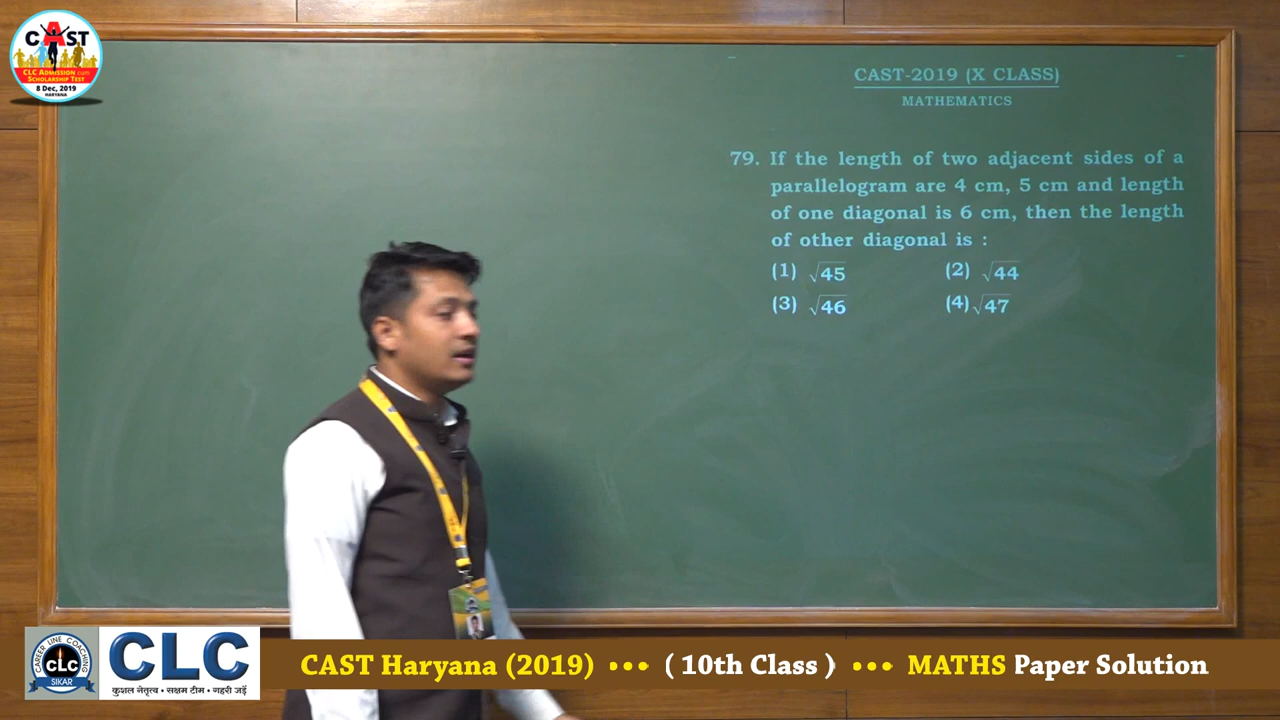 CAST
CLC ADMISSION cum
SCHOLARSHIP TEST
8 Dec, 2019
HARYANA
CAST-2019 (X CLASS)
MATHEMATICS
79. If the length of two adjacent sides of a
parallelogram are 4 cm, 5 cm and length
of one diagonal is 6 cm, then the length
of other diagonal is :
(1) √45 (2) √44
(3) √46 (4) √47
CAREER LINE COACHING
CLC
SIKAR
CLC
कुशल नेतृत्व • सक्षम टीम • गहरी जड़ें
CAST Haryana (2019) ••• ( 10th Class ) ••• MATHS Paper Solution